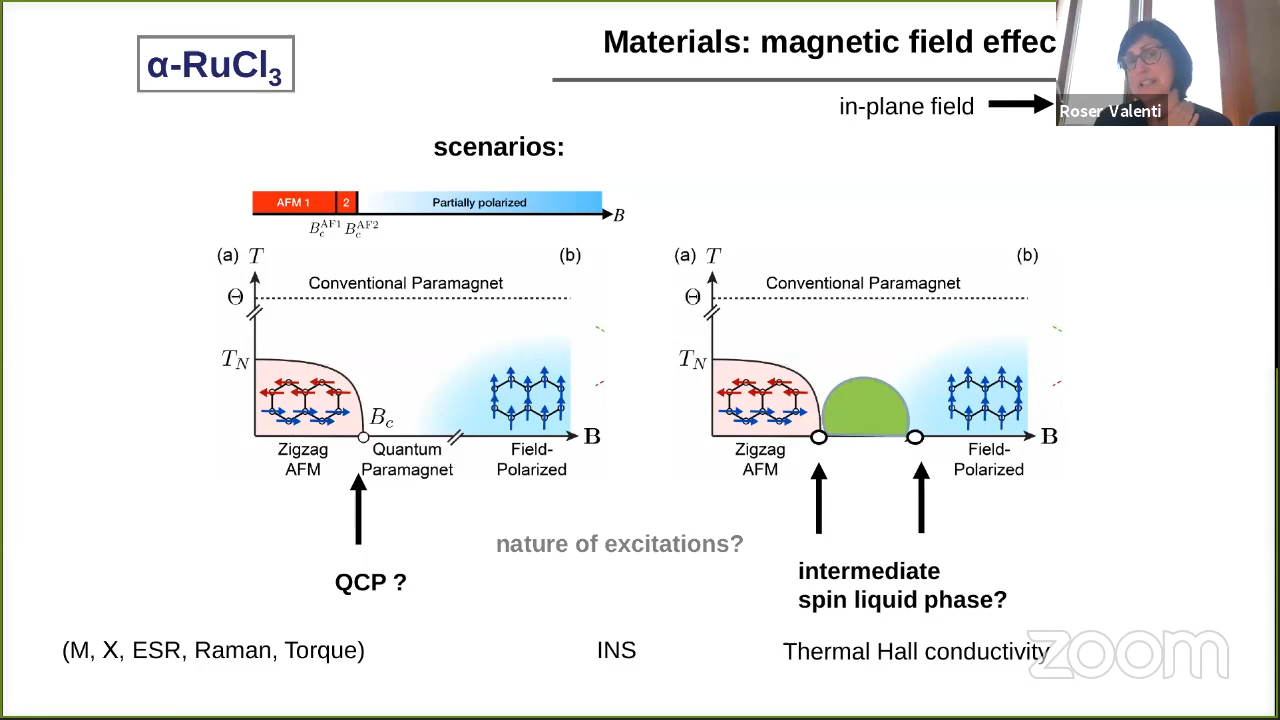 α-RuCl3
Materials: magnetic field effec
in-plane field
Roser Valenti
scenarios:
AFM 1 2 Partially polarized
B
B_c^AF1 B_c^AF2
(a) T (b)
Conventional Paramagnet
Θ
T_N
B_c
B
Zigzag AFM
Quantum Paramagnet
Field-Polarized
(a) T (b)
Conventional Paramagnet
Θ
T_N
B
Zigzag AFM
Field-Polarized
nature of excitations?
QCP ?
intermediate
spin liquid phase?
(M, X, ESR, Raman, Torque)
INS
Thermal Hall conductivity
zoom